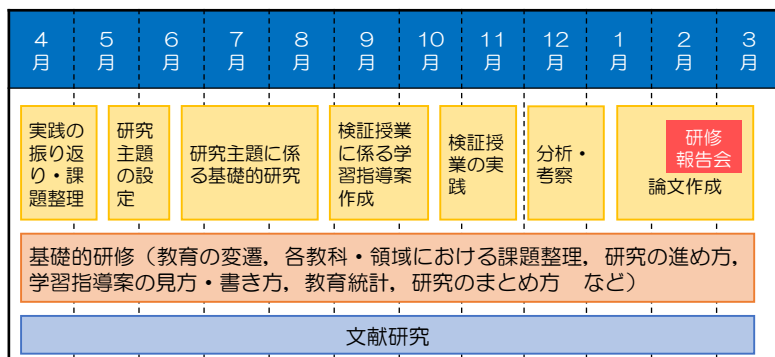 4月 5月 6月 7月 8月 9月 10月 11月 12月 1月 2月 3月
実践の
振り返
り・課
題整理
研究
主題
の設
定
研究主題に係
る基礎的研究
検証授業
に係る学
習指導案
作成
検証授
業の実
践
分析・
考察
研修
報告会
論文作成
基礎的研修（教育の変遷，各教科・領域における課題整理，研究の進め方，
学習指導案の見方・書き方，教育統計，研究のまとめ方　など）
文献研究